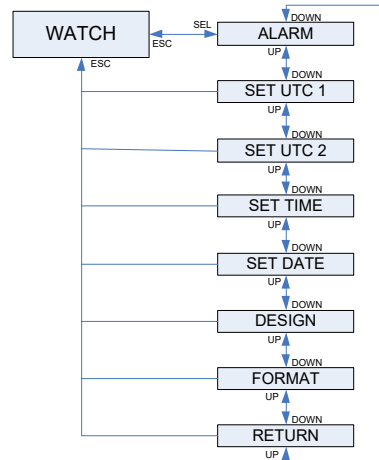 DOWN
WATCH
SEL
ESC
ALARM
ESC
UP
DOWN
SET UTC 1
UP
DOWN
SET UTC 2
UP
DOWN
SET TIME
UP
DOWN
SET DATE
UP
DOWN
DESIGN
UP
DOWN
FORMAT
UP
DOWN
RETURN
UP